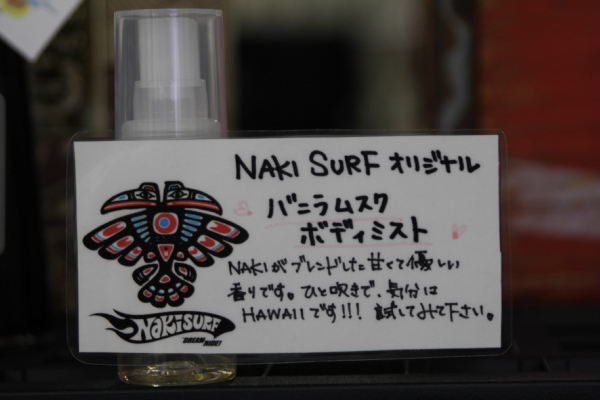 NAKI SURF オリジナル
バニラムスク
ボディミスト
NAKIがブレンドした甘くて優しい
香りです。ひと吹きで、気分は
HAWAIIです!!! 試してみて下さい。
NAKISURF
DREAM RIDE!